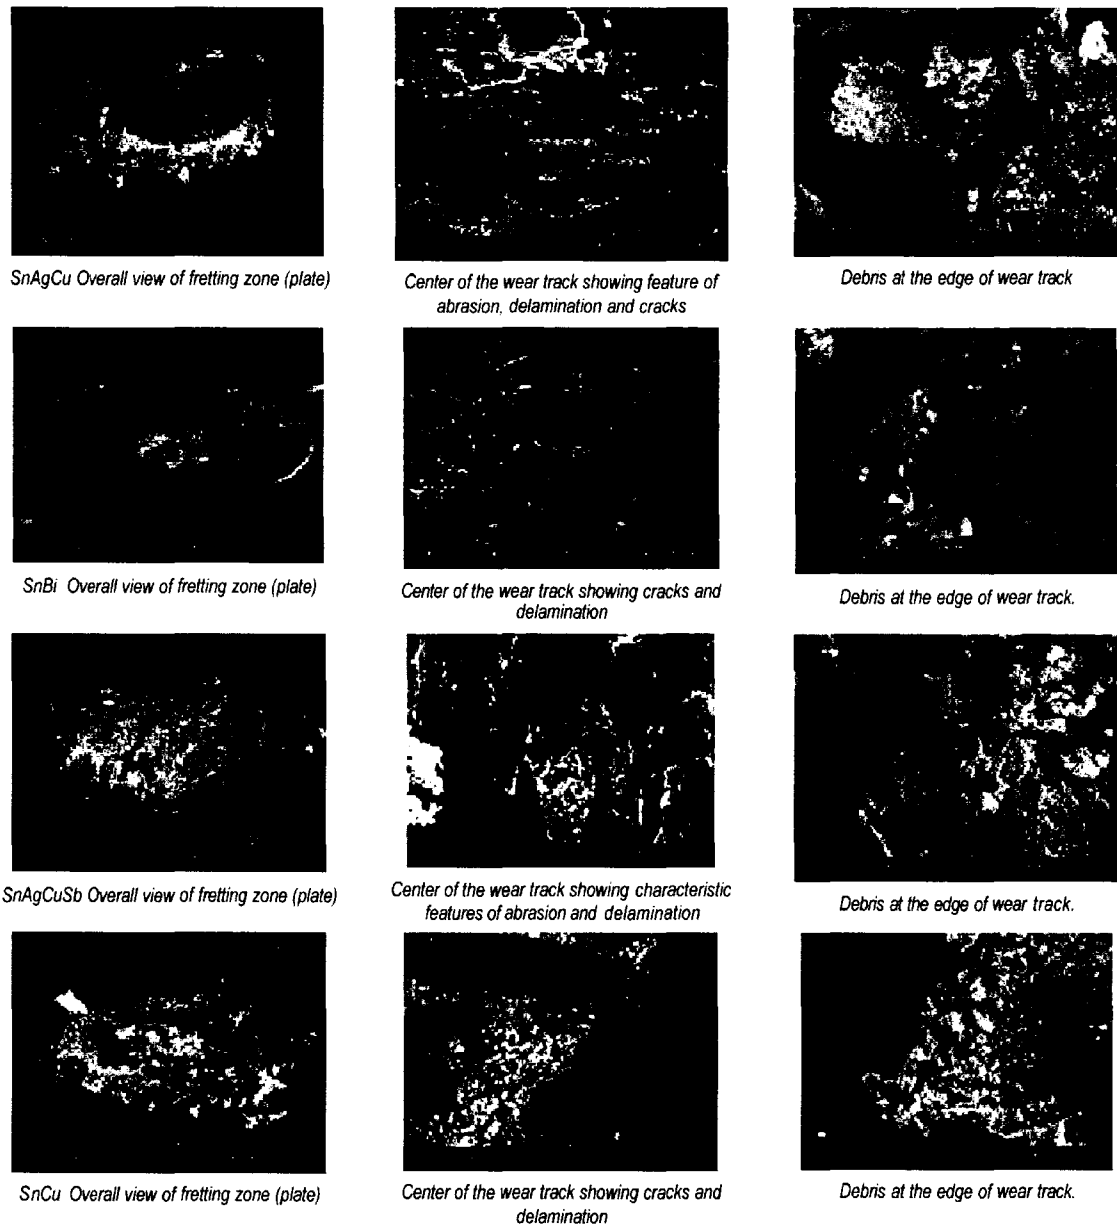 SnAgCu Overall view of fretting zone (plate)
Center of the wear track showing feature of
abrasion, delamination and cracks
Debris at the edge of wear track
SnBi Overall view of fretting zone (plate)
Center of the wear track showing cracks and
delamination
Debris at the edge of wear track.
SnAgCuSb Overall view of fretting zone (plate)
Center of the wear track showing characteristic
features of abrasion and delamination
Debris at the edge of wear track.
SnCu Overall view of fretting zone (plate)
Center of the wear track showing cracks and
delamination
Debris at the edge of wear track.